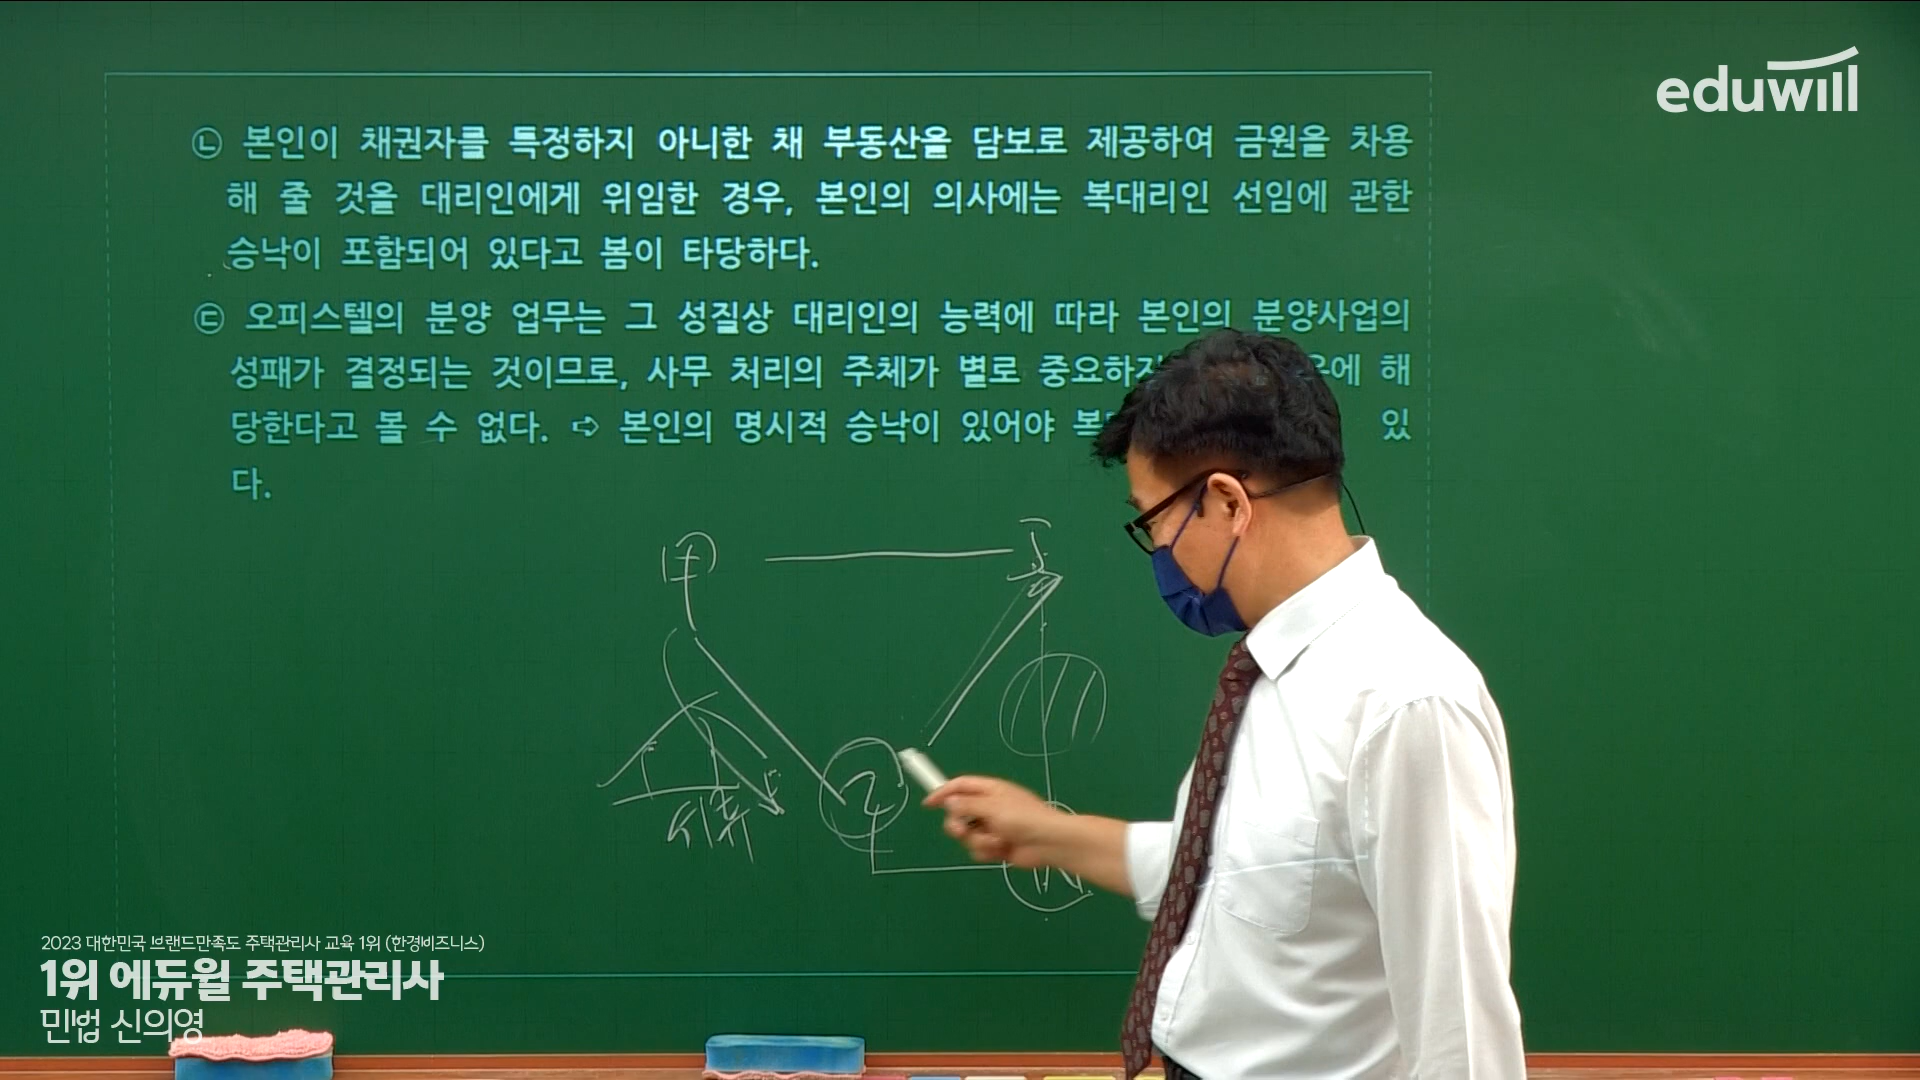 eduwill
㉡ 본인이 채권자를 특정하지 아니한 채 부동산을 담보로 제공하여 금원을 차용
해 줄 것을 대리인에게 위임한 경우, 본인의 의사에는 복대리인 선임에 관한
승낙이 포함되어 있다고 봄이 타당하다.
㉢ 오피스텔의 분양 업무는 그 성질상 대리인의 능력에 따라 본인의 분양사업의
성패가 결정되는 것이므로, 사무 처리의 주체가 별로 중요하지 에 해
당한다고 볼 수 없다. ⇨ 본인의 명시적 승낙이 있어야 있
다.
甲
乙
2023 대한민국 브랜드만족도 주택관리사 교육 1위 (한경비즈니스)
1위 에듀윌 주택관리사
민법 신의영